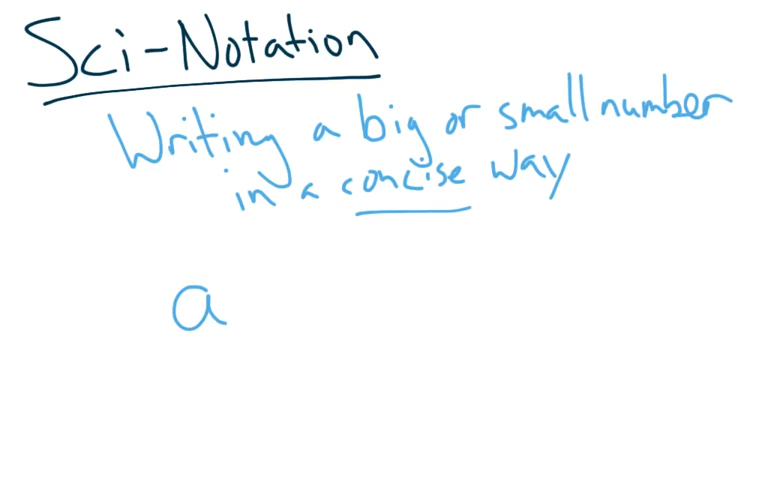 Sci-Notation
Writing a big or small number
in a concise way
a